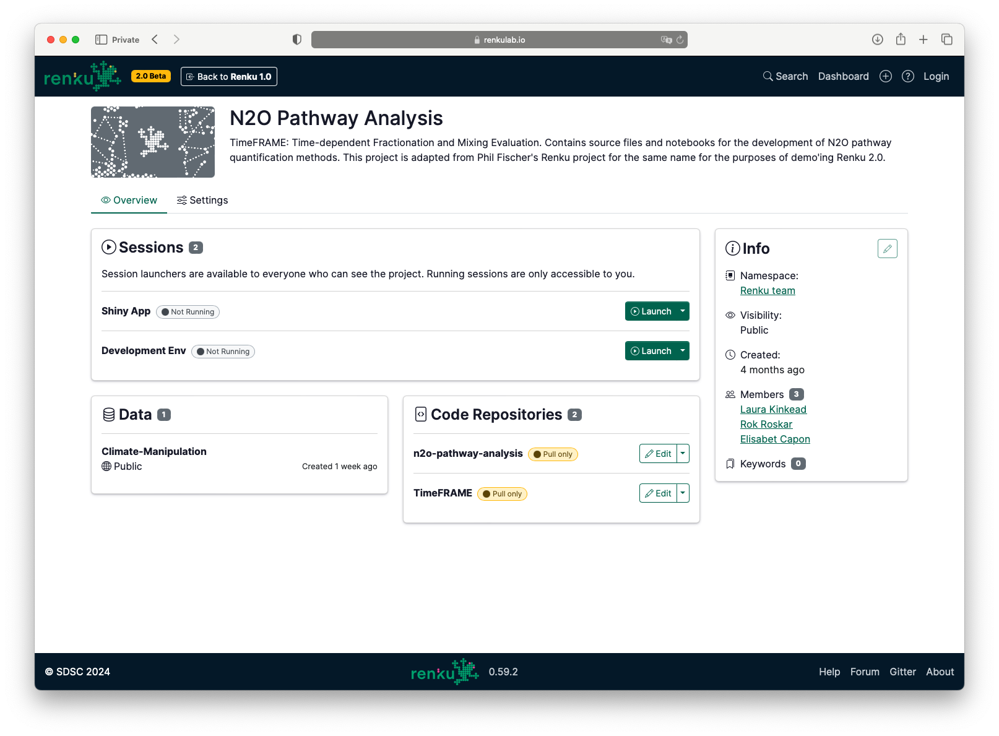 Private
renkulab.io
renku
2.0 Beta
Back to Renku 1.0
Search
Dashboard
Login
N2O Pathway Analysis
TimeFRAME: Time-dependent Fractionation and Mixing Evaluation. Contains source files and notebooks for the development of N2O pathway
quantification methods. This project is adapted from Phil Fischer's Renku project for the same name for the purposes of demo'ing Renku 2.0.
Overview
Settings
Sessions 2
Session launchers are available to everyone who can see the project. Running sessions are only accessible to you.
Shiny App Not Running Launch
Development Env Not Running Launch
Data 1
Climate-Manipulation
Public Created 1 week ago
Code Repositories 2
n2o-pathway-analysis Pull only Edit
TimeFRAME Pull only Edit
Info
Namespace:
Renku team
Visibility:
Public
Created:
4 months ago
Members 3
Laura Kinkead
Rok Roskar
Elisabet Capon
Keywords 0
© SDSC 2024
renku 0.59.2
Help Forum Gitter About